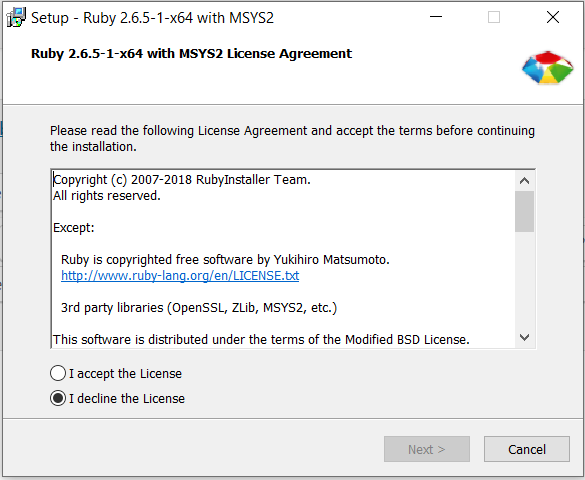 Setup - Ruby 2.6.5-1-x64 with MSYS2
Ruby 2.6.5-1-x64 with MSYS2 License Agreement
Please read the following License Agreement and accept the terms before continuing
the installation.
Copyright (c) 2007-2018 RubyInstaller Team.
All rights reserved.
Except:
Ruby is copyrighted free software by Yukihiro Matsumoto.
http://www.ruby-lang.org/en/LICENSE.txt
3rd party libraries (OpenSSL, ZLib, MSYS2, etc.)
This software is distributed under the terms of the Modified BSD License.
I accept the License
I decline the License
Next >
Cancel